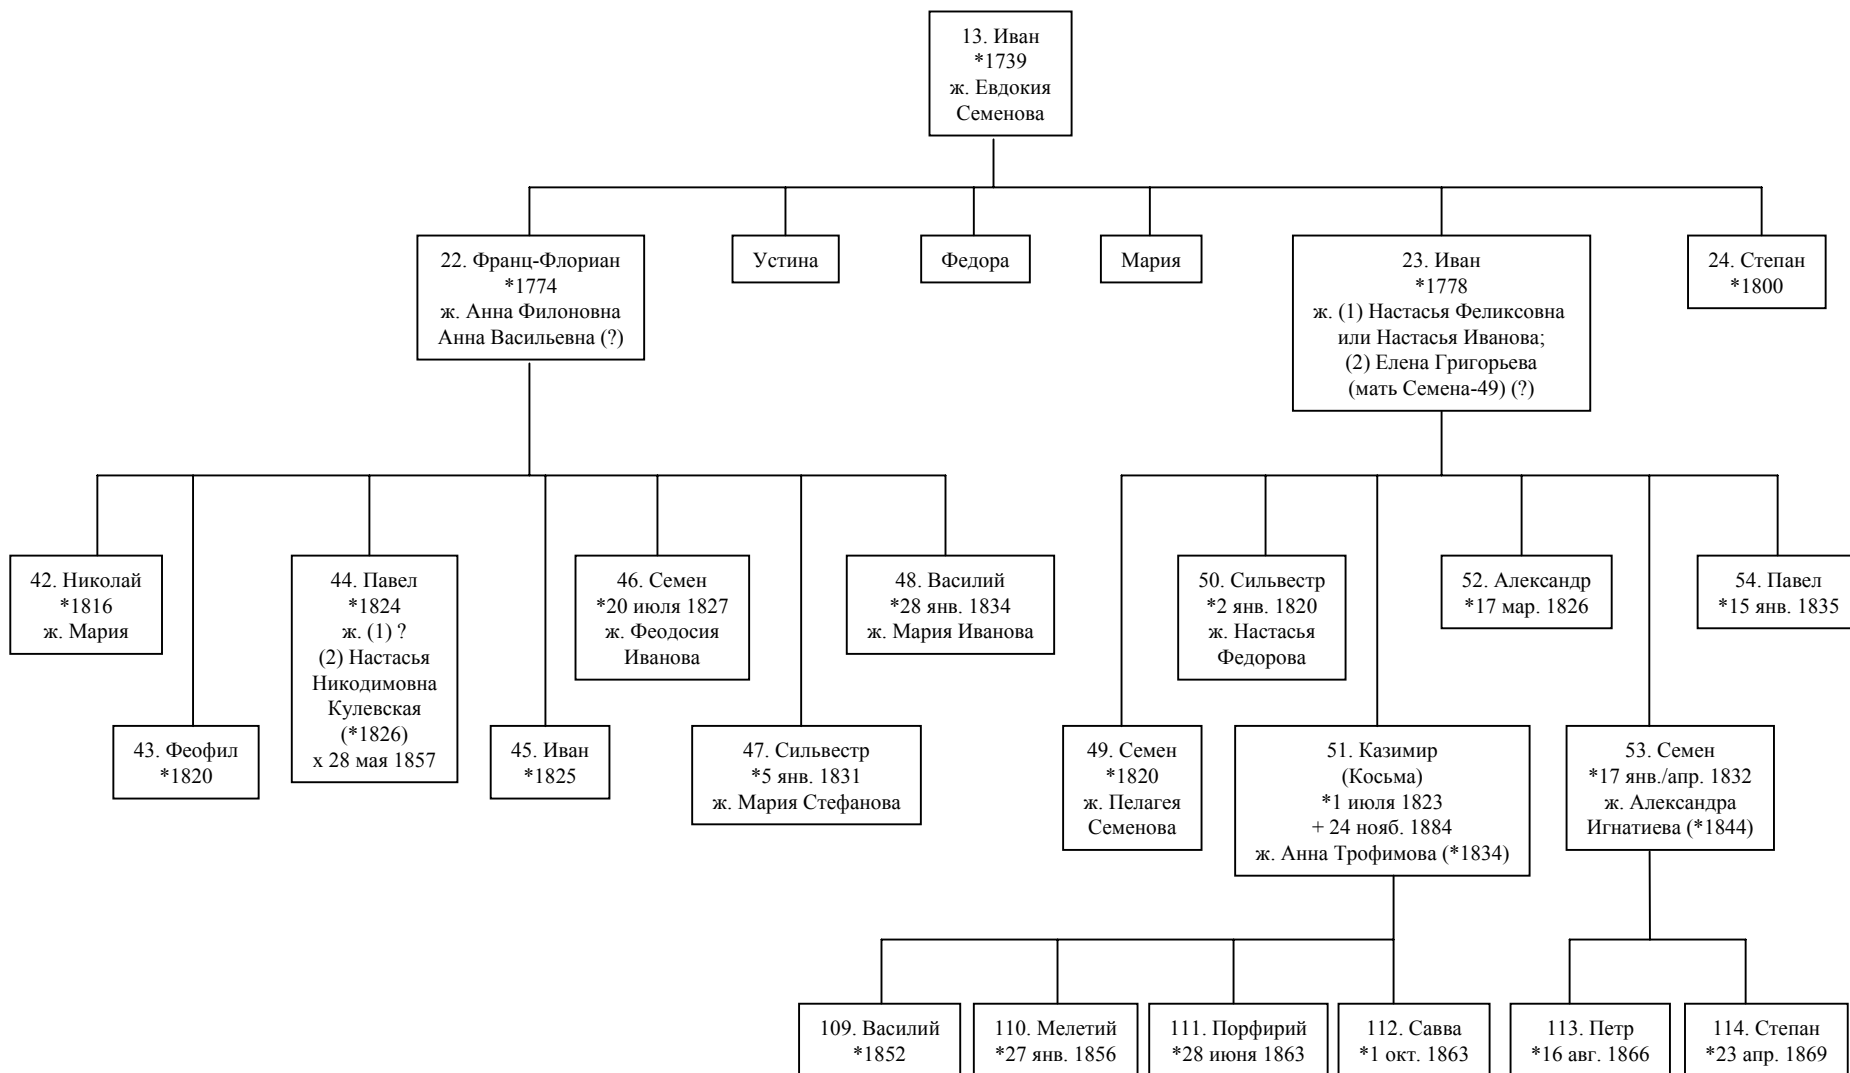 13. Иван
*1739
ж. Евдокия
Семенова
22. Франц-Флориан
*1774
ж. Анна Филоновна
Анна Васильевна (?)
Устина
Федора
Мария
23. Иван
*1778
ж. (1) Настасья Феликсовна
или Настасья Иванова;
(2) Елена Григорьева
(мать Семена-49) (?)
24. Степан
*1800
42. Николай
*1816
ж. Мария
43. Феофил
*1820
44. Павел
*1824
ж. (1) ?
(2) Настасья
Никодимовна
Кулевская
(*1826)
х 28 мая 1857
45. Иван
*1825
46. Семен
*20 июля 1827
ж. Феодосия
Иванова
47. Сильвестр
*5 янв. 1831
ж. Мария Стефанова
48. Василий
*28 янв. 1834
ж. Мария Иванова
49. Семен
*1820
ж. Пелагея
Семенова
50. Сильвестр
*2 янв. 1820
ж. Настасья
Федорова
51. Казимир
(Косьма)
*1 июля 1823
+ 24 нояб. 1884
ж. Анна Трофимова (*1834)
52. Александр
*17 мар. 1826
53. Семен
*17 янв./апр. 1832
ж. Александра
Игнатиева (*1844)
54. Павел
*15 янв. 1835
109. Василий
*1852
110. Мелетий
*27 янв. 1856
111. Порфирий
*28 июня 1863
112. Савва
*1 окт. 1863
113. Петр
*16 авг. 1866
114. Степан
*23 апр. 1869